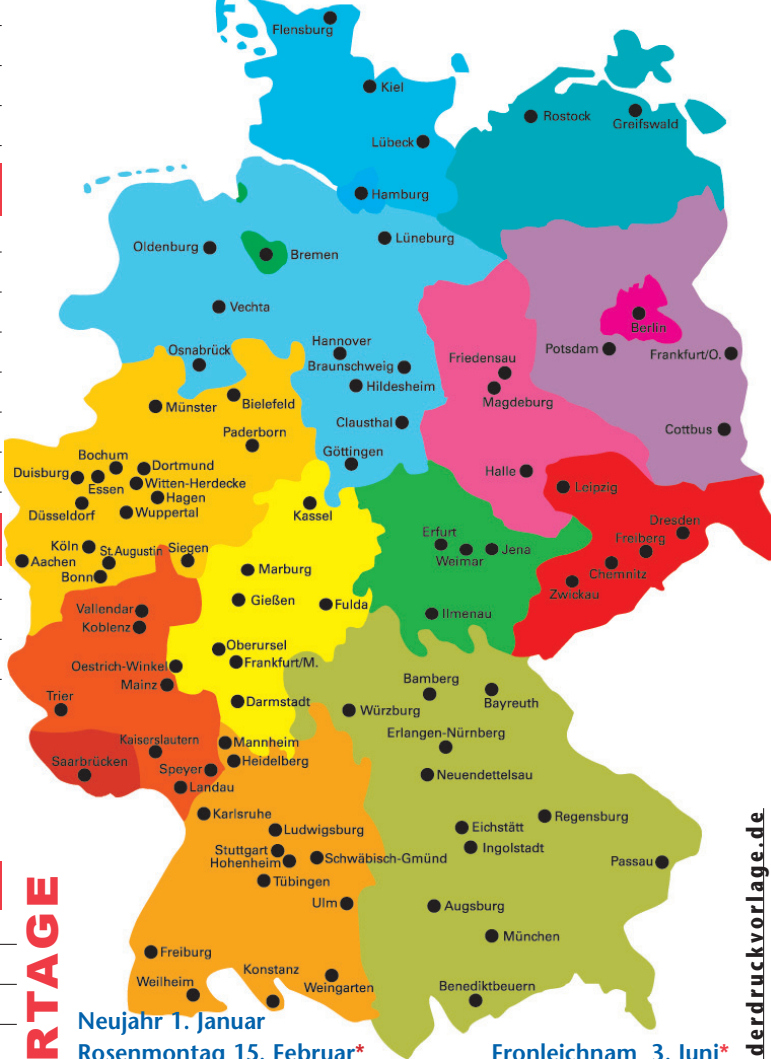 Flensburg
Kiel
Rostock
Greifswald
Lübeck
Hamburg
Lüneburg
Oldenburg
Bremen
Vechta
Berlin
Hannover
Osnabrück
Potsdam
Frankfurt/O.
Friedensau
Braunschweig
Hildesheim
Magdeburg
Münster
Bielefeld
Clausthal
Cottbus
Paderborn
Göttingen
Bochum
Dortmund
Duisburg
Halle
Essen
Witten-Herdecke
Leipzig
Hagen
Düsseldorf
Wuppertal
Kassel
Dresden
Erfurt
Freiberg
Köln
St.Augustin
Siegen
Jena
Aachen
Weimar
Bonn
Marburg
Chemnitz
Zwickau
Gießen
Fulda
Vallendar
Ilmenau
Koblenz
Oberursel
Frankfurt/M.
Oestrich-Winkel
Mainz
Bamberg
Trier
Darmstadt
Bayreuth
Würzburg
Erlangen-Nürnberg
Kaiserslautern
Mannheim
Saarbrücken
Heidelberg
Speyer
Neuendettelsau
Landau
Karlsruhe
Regensburg
Ludwigsburg
Eichstätt
Stuttgart
Ingolstadt
Hohenheim
Schwäbisch-Gmünd
Passau
Tübingen
Ulm
Augsburg
München
Freiburg
Konstanz
Weilheim
Weingarten
Benediktbeuern
RTAGE
derdruckvorlage.de
Neujahr 1. Januar
Rosenmontag 15. Februar*
Fronleichnam 3. Juni*